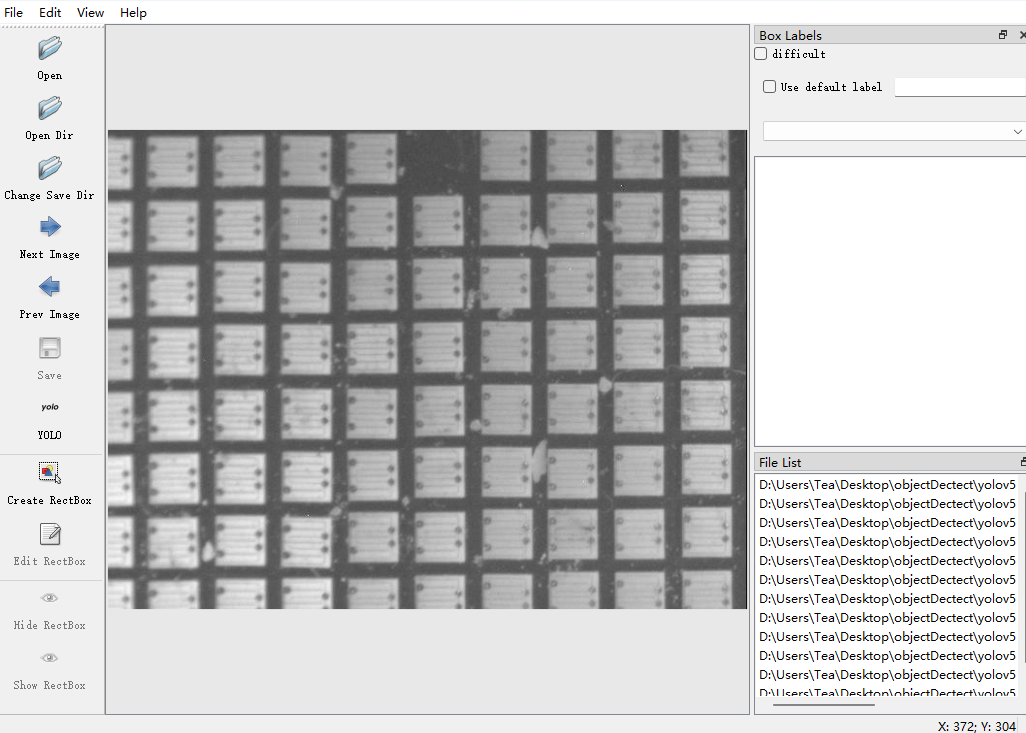 File Edit View Help
Open
Open Dir
Change Save Dir
Next Image
Prev Image
Save
yolo
YOLO
Create RectBox
Edit RectBox
Hide RectBox
Show RectBox
Box Labels
difficult
Use default label
File List
D:\Users\Tea\Desktop\objectDectect\yolov5
D:\Users\Tea\Desktop\objectDectect\yolov5
D:\Users\Tea\Desktop\objectDectect\yolov5
D:\Users\Tea\Desktop\objectDectect\yolov5
D:\Users\Tea\Desktop\objectDectect\yolov5
D:\Users\Tea\Desktop\objectDectect\yolov5
D:\Users\Tea\Desktop\objectDectect\yolov5
D:\Users\Tea\Desktop\objectDectect\yolov5
D:\Users\Tea\Desktop\objectDectect\yolov5
D:\Users\Tea\Desktop\objectDectect\yolov5
D:\Users\Tea\Desktop\objectDectect\yolov5
D:\Users\Tea\Desktop\objectDectect\yolov5
X: 372; Y: 304